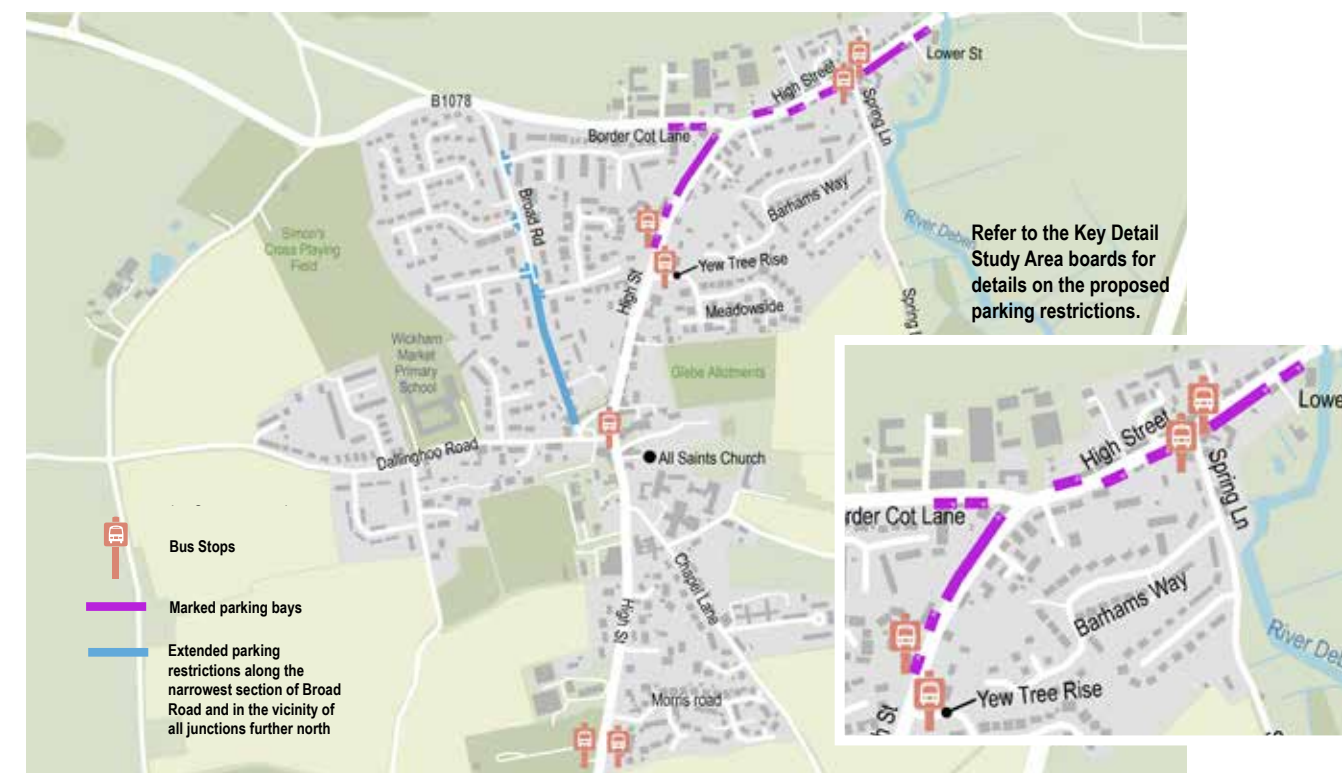 Lower St
High Street
B1078
Border Cot Lane
Spring Ln
Broad Rd
Barhams Way
Simon's
Cross Playing
Field
River Deben
Refer to the Key Detail
Study Area boards for
details on the proposed
parking restrictions.
Yew Tree Rise
High St
Meadowside
Spring
Wickham
Market
Primary
School
Glebe Allotments
Dallinghoo Road
All Saints Church
Chapel Lane
High St
Morris road
Bus Stops
Marked parking bays
Extended parking
restrictions along the
narrowest section of Broad
Road and in the vicinity of
all junctions further north
Lowe
High Street
rder Cot Lane
Spring Ln
Barhams Way
River Deb
Yew Tree Rise
h St